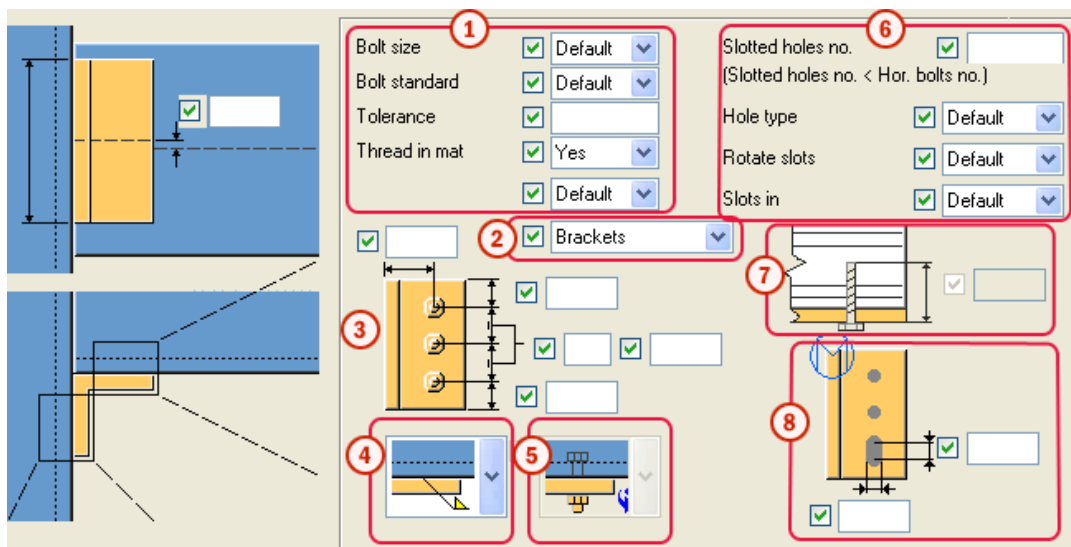 1
Bolt size Default
Bolt standard Default
Tolerance
Thread in mat Yes
Default
2
Brackets
3
4
5
6
Slotted holes no.
(Slotted holes no. < Hor. bolts no.)
Hole type Default
Rotate slots Default
Slots in Default
7
8